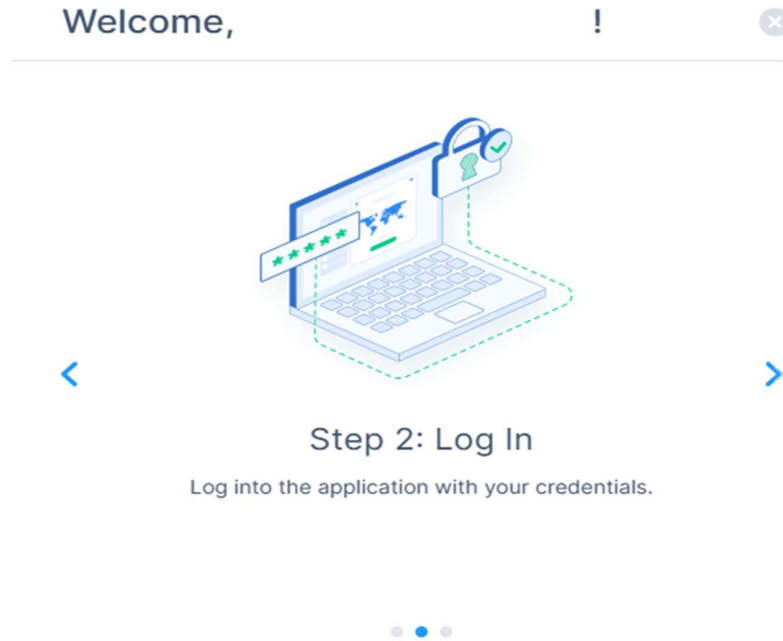 Welcome, !
Step 2: Log In
Log into the application with your credentials.